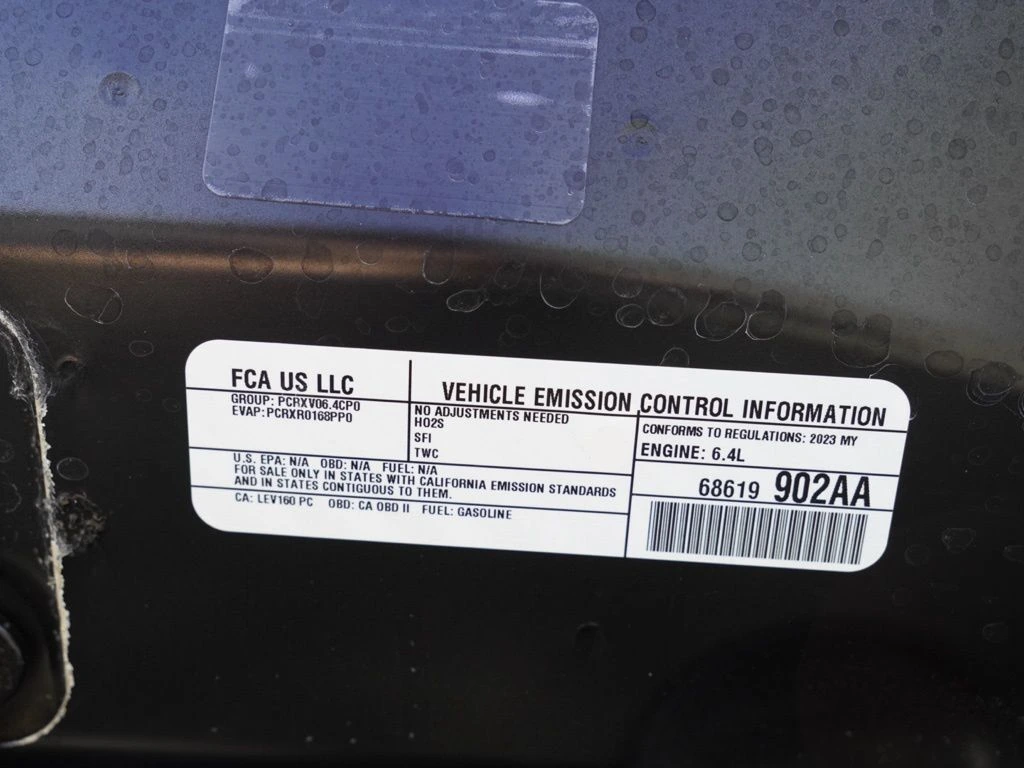 FCA US LLC
VEHICLE EMISSION CONTROL INFORMATION
GROUP: PCRXV06.4CP0
EVAP: PCRXR0168PP0
NO ADJUSTMENTS NEEDED
HO2S
SFI
TWC
CONFORMS TO REGULATIONS: 2023 MY
ENGINE: 6.4L
U.S. EPA: N/A OBD: N/A FUEL: N/A
FOR SALE ONLY IN STATES WITH CALIFORNIA EMISSION STANDARDS
AND IN STATES CONTIGUOUS TO THEM.
68619 902AA
CA: LEV160 PC OBD: CA OBD II FUEL: GASOLINE